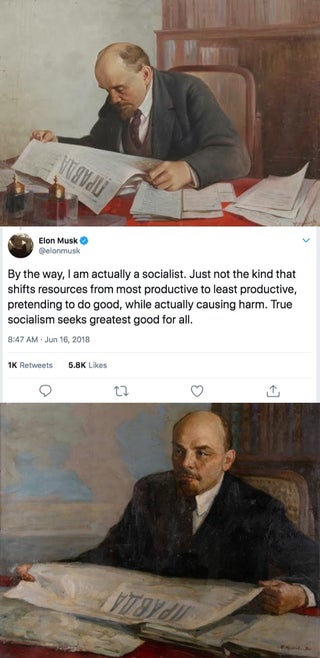 ПРАВДА
Elon Musk
@elonmusk
By the way, I am actually a socialist. Just not the kind that
shifts resources from most productive to least productive,
pretending to do good, while actually causing harm. True
socialism seeks greatest good for all.
8:47 AM · Jun 16, 2018
1K Retweets 5.8K Likes
ПРАВДА